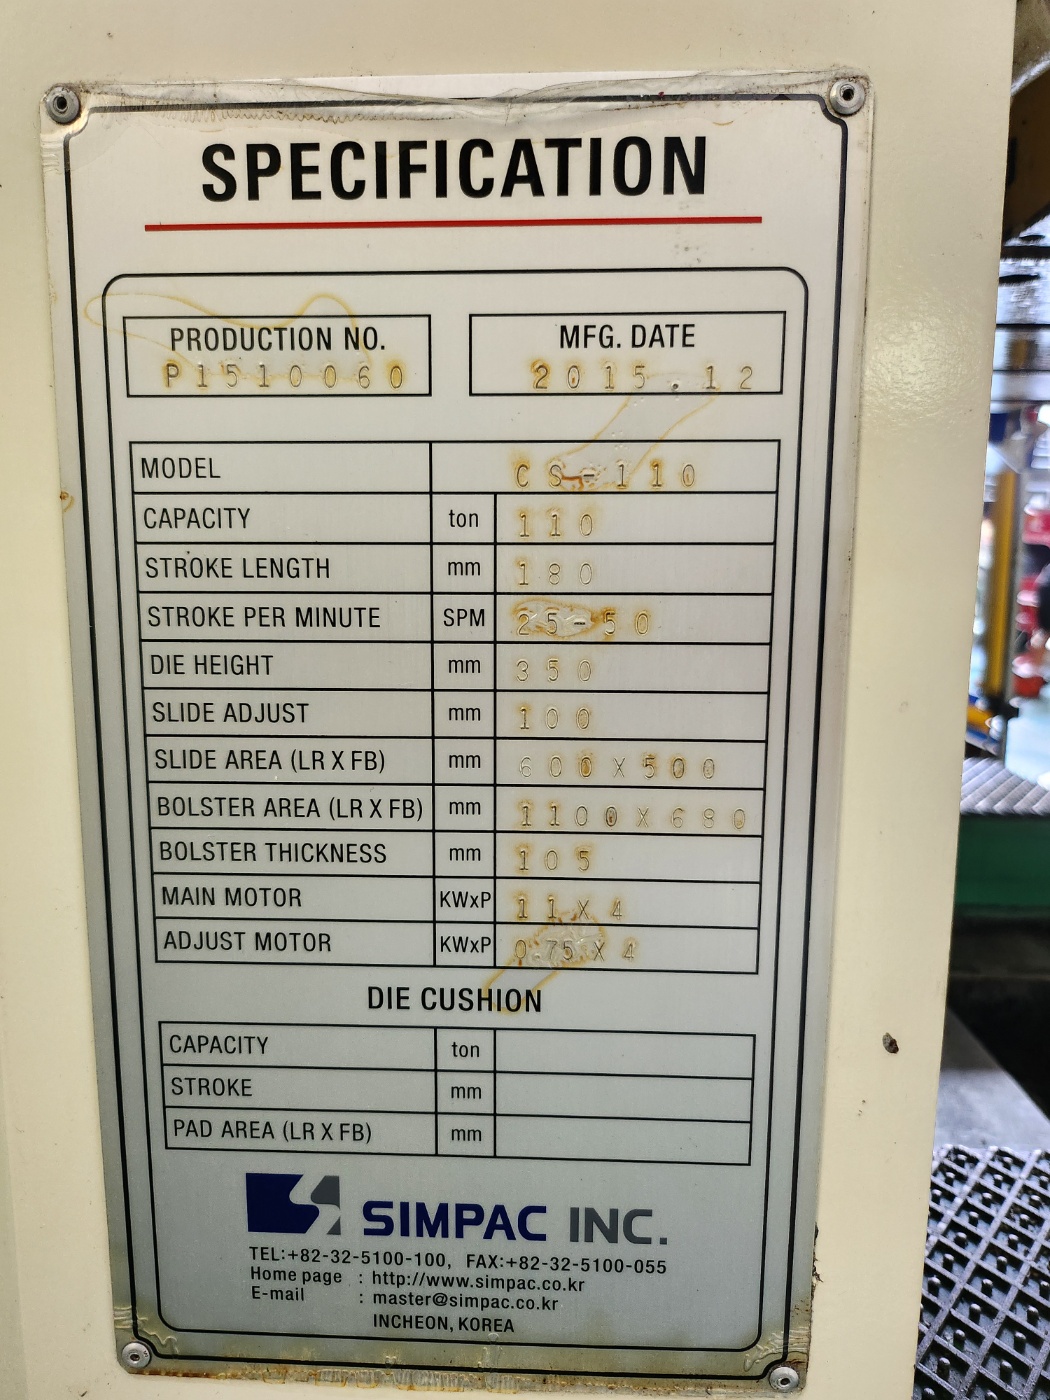 SPECIFICATION
PRODUCTION NO.
P1510060
MFG. DATE
2015.12
MODEL CS-110
CAPACITY ton 110
STROKE LENGTH mm 180
STROKE PER MINUTE SPM 25-50
DIE HEIGHT mm 350
SLIDE ADJUST mm 100
SLIDE AREA (LR X FB) mm 600X500
BOLSTER AREA (LR X FB) mm 1100X680
BOLSTER THICKNESS mm 105
MAIN MOTOR KWxP 11X4
ADJUST MOTOR KWxP 0.75X4
DIE CUSHION
CAPACITY ton
STROKE mm
PAD AREA (LR X FB) mm
SIMPAC INC.
TEL:+82-32-5100-100, FAX:+82-32-5100-055
Home page : http://www.simpac.co.kr
E-mail : master@simpac.co.kr
INCHEON, KOREA